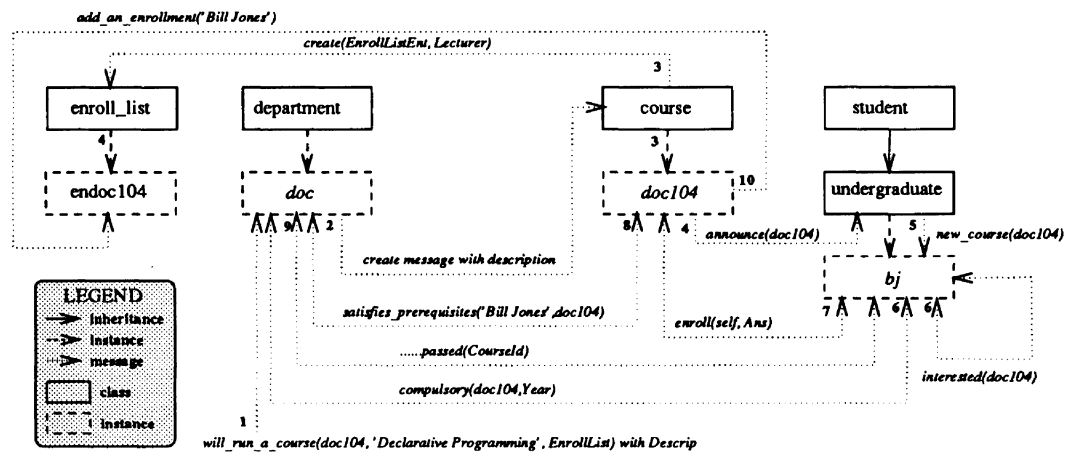 add_an_enrollment('Bill Jones')
create(EnrollListEnt, Lecturer)
3
enroll_list
department
course
student
4
3
endoc104
doc
doc104
10
undergraduate
9
2
8
4
announce(doc104)
5
new_course(doc104)
create message with description
bj
LEGEND
inheritance
instance
message
class
instance
satisfies_prerequisites('Bill Jones',doc104)
enroll(self, Ans)
7
6
6
......passed(CourseId)
interested(doc104)
compulsory(doc104,Year)
1
will_run_a_course(doc104, 'Declarative Programming', EnrollList) with Descrip